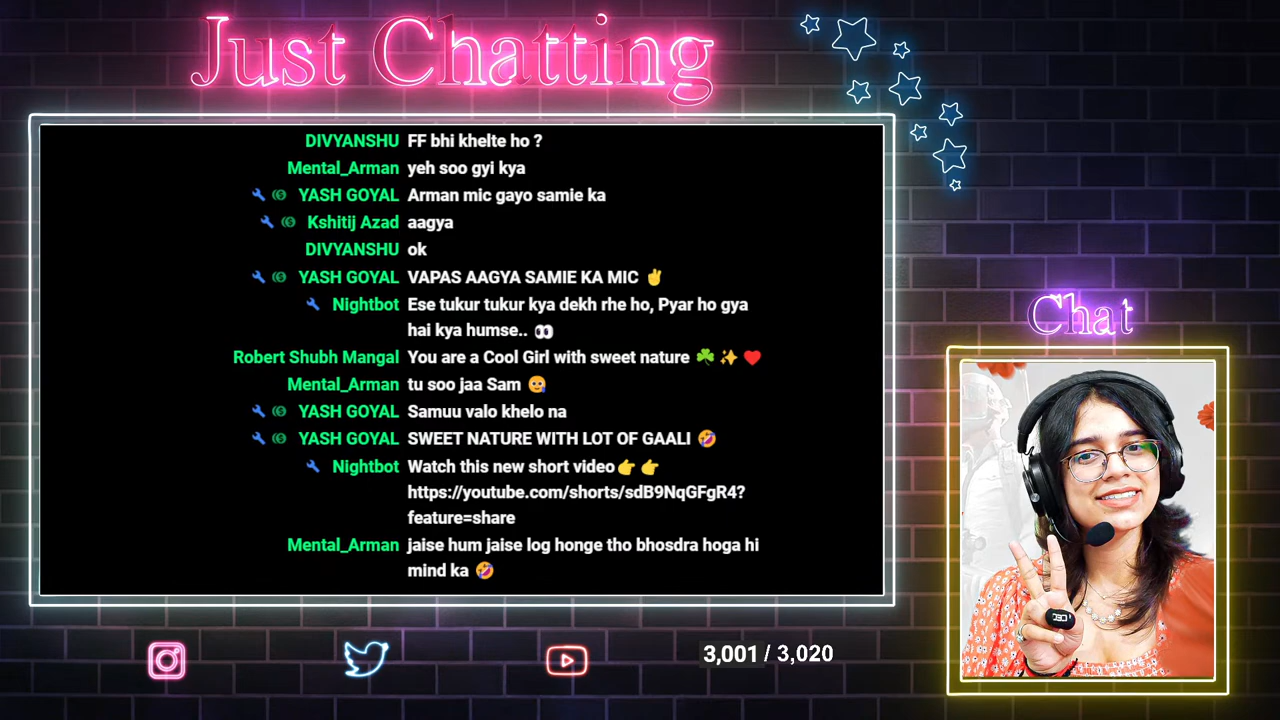 Just Chatting
DIVYANSHU FF bhi khelte ho ?
Mental_Arman yeh soo gyi kya
YASH GOYAL Arman mic gayo samie ka
Kshitij Azad aagya
DIVYANSHU ok
YASH GOYAL VAPAS AAGYA SAMIE KA MIC ✌️
Nightbot Ese tukur tukur kya dekh rhe ho, Pyar ho gya
hai kya humse.. 👀
Robert Shubh Mangal You are a Cool Girl with sweet nature ☘️ ✨ ❤️
Mental_Arman tu soo jaa Sam 🥲
YASH GOYAL Samuu valo khelo na
YASH GOYAL SWEET NATURE WITH LOT OF GAALI 🤣
Nightbot Watch this new short video👉 👉
https://youtube.com/shorts/sdB9NqGFgR4?
feature=share
Mental_Arman jaise hum jaise log honge tho bhosdra hoga hi
mind ka 🤣
3,001 / 3,020
Chat